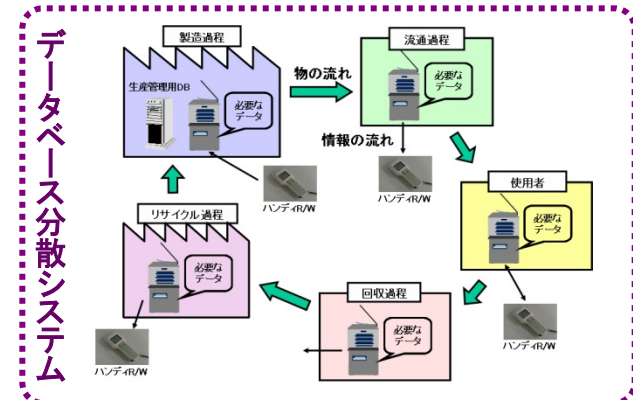 データベース分散システム
製造過程
生産管理用DB
必要な
データ
ハンディR/W
物の流れ
情報の流れ
流通過程
必要な
データ
ハンディR/W
使用者
必要な
データ
ハンディR/W
回収過程
必要な
データ
リサイクル過程
必要な
データ
ハンディR/W